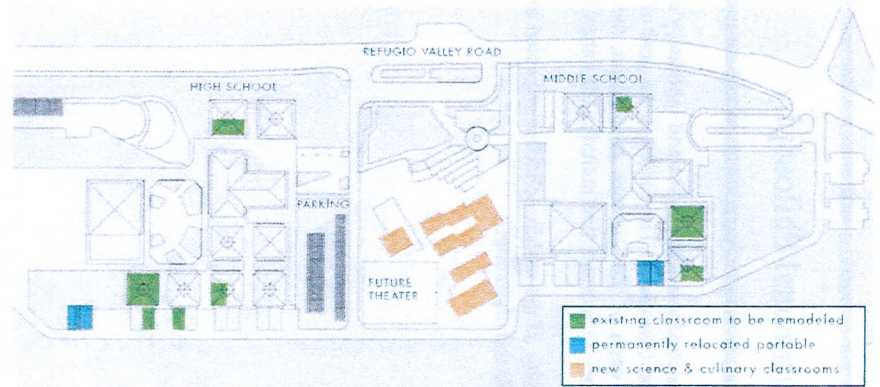 REFUGIO VALLEY ROAD
HIGH SCHOOL
MIDDLE SCHOOL
PARKING
FUTURE
THEATER
existing classroom to be remodeled
permanently relocated portable
new science & culinary classrooms